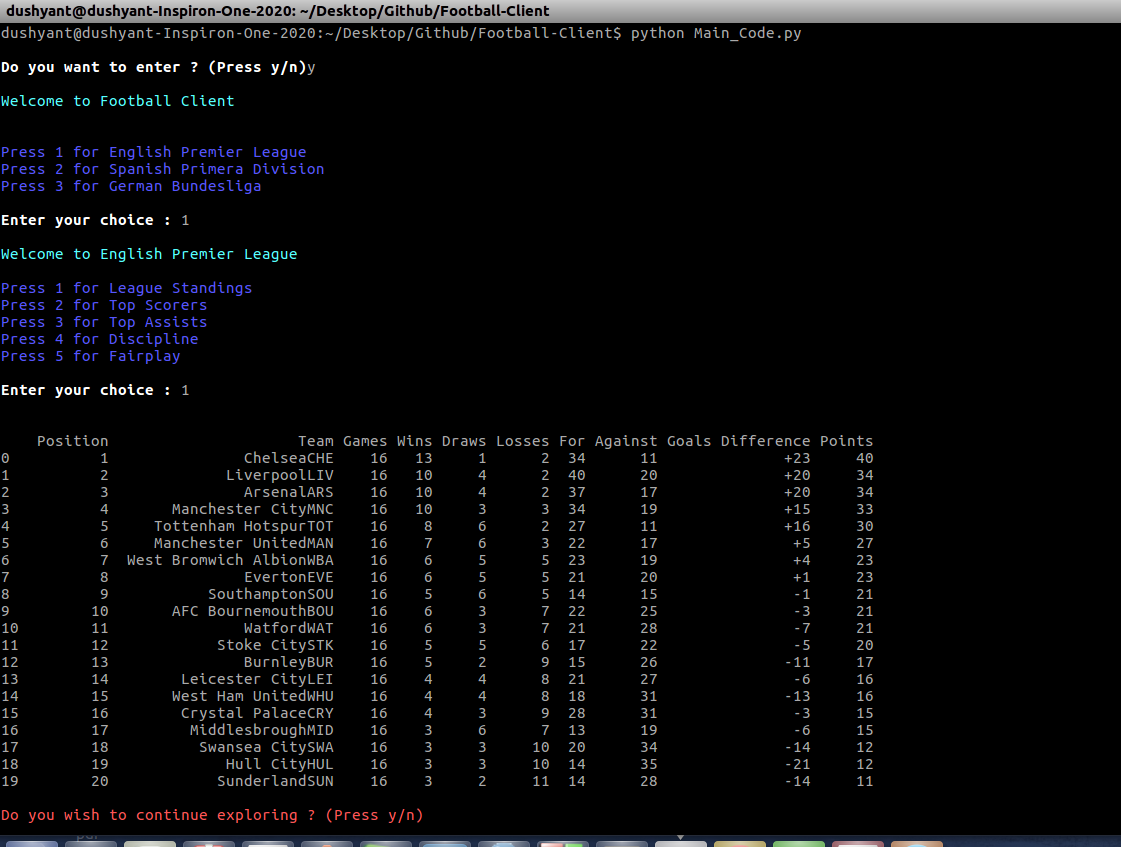 dushyant@dushyant-Inspiron-One-2020: ~/Desktop/Github/Football-Client
dushyant@dushyant-Inspiron-One-2020:~/Desktop/Github/Football-Client$ python Main_Code.py
Do you want to enter ? (Press y/n)y
Welcome to Football Client
Press 1 for English Premier League
Press 2 for Spanish Primera Division
Press 3 for German Bundesliga
Enter your choice : 1
Welcome to English Premier League
Press 1 for League Standings
Press 2 for Top Scorers
Press 3 for Top Assists
Press 4 for Discipline
Press 5 for Fairplay
Enter your choice : 1
Position Team Games Wins Draws Losses For Against Goals Difference Points
0 1 ChelseaCHE 16 13 1 2 34 11 +23 40
1 2 LiverpoolLIV 16 10 4 2 40 20 +20 34
2 3 ArsenalARS 16 10 4 2 37 17 +20 34
3 4 Manchester CityMNC 16 10 3 3 34 19 +15 33
4 5 Tottenham HotspurTOT 16 8 6 2 27 11 +16 30
5 6 Manchester UnitedMAN 16 7 6 3 22 17 +5 27
6 7 West Bromwich AlbionWBA 16 6 5 5 23 19 +4 23
7 8 EvertonEVE 16 6 5 5 21 20 +1 23
8 9 SouthamptonSOU 16 5 6 5 14 15 -1 21
9 10 AFC BournemouthBOU 16 6 3 7 22 25 -3 21
10 11 WatfordWAT 16 6 3 7 21 28 -7 21
11 12 Stoke CitySTK 16 5 5 6 17 22 -5 20
12 13 BurnleyBUR 16 5 2 9 15 26 -11 17
13 14 Leicester CityLEI 16 4 4 8 21 27 -6 16
14 15 West Ham UnitedWHU 16 4 4 8 18 31 -13 16
15 16 Crystal PalaceCRY 16 4 3 9 28 31 -3 15
16 17 MiddlesbroughMID 16 3 6 7 13 19 -6 15
17 18 Swansea CitySWA 16 3 3 10 20 34 -14 12
18 19 Hull CityHUL 16 3 3 10 14 35 -21 12
19 20 SunderlandSUN 16 3 2 11 14 28 -14 11
Do you wish to continue exploring ? (Press y/n)